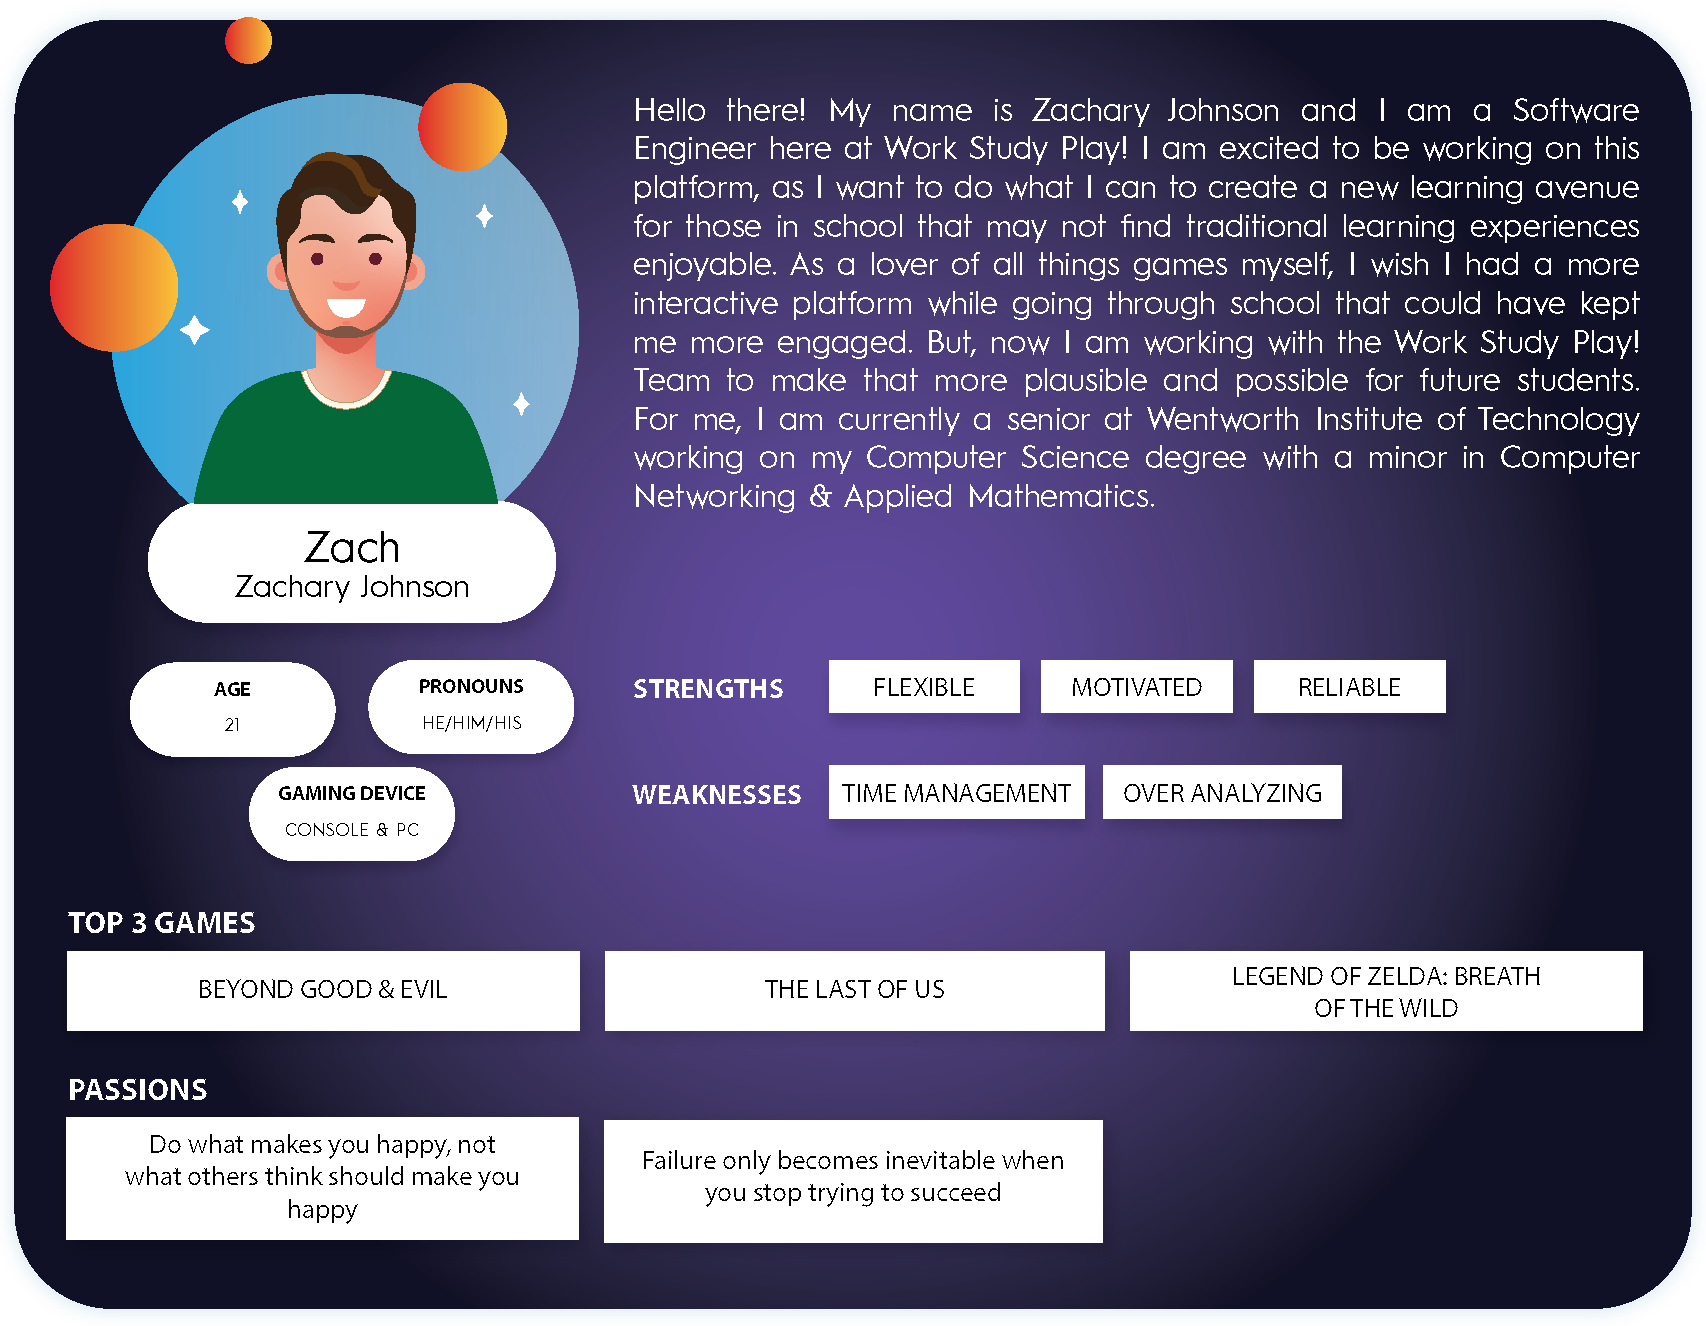 Hello there! My name is Zachary Johnson and I am a Software
Engineer here at Work Study Play! I am excited to be working on this
platform, as I want to do what I can to create a new learning avenue
for those in school that may not find traditional learning experiences
enjoyable. As a lover of all things games myself, I wish I had a more
interactive platform while going through school that could have kept
me more engaged. But, now I am working with the Work Study Play!
Team to make that more plausible and possible for future students.
For me, I am currently a senior at Wentworth Institute of Technology
working on my Computer Science degree with a minor in Computer
Networking & Applied Mathematics.
Zach
Zachary Johnson
AGE
21
PRONOUNS
HE/HIM/HIS
GAMING DEVICE
CONSOLE & PC
STRENGTHS
FLEXIBLE
MOTIVATED
RELIABLE
WEAKNESSES
TIME MANAGEMENT
OVER ANALYZING
TOP 3 GAMES
BEYOND GOOD & EVIL
THE LAST OF US
LEGEND OF ZELDA: BREATH
OF THE WILD
PASSIONS
Do what makes you happy, not
what others think should make you
happy
Failure only becomes inevitable when
you stop trying to succeed